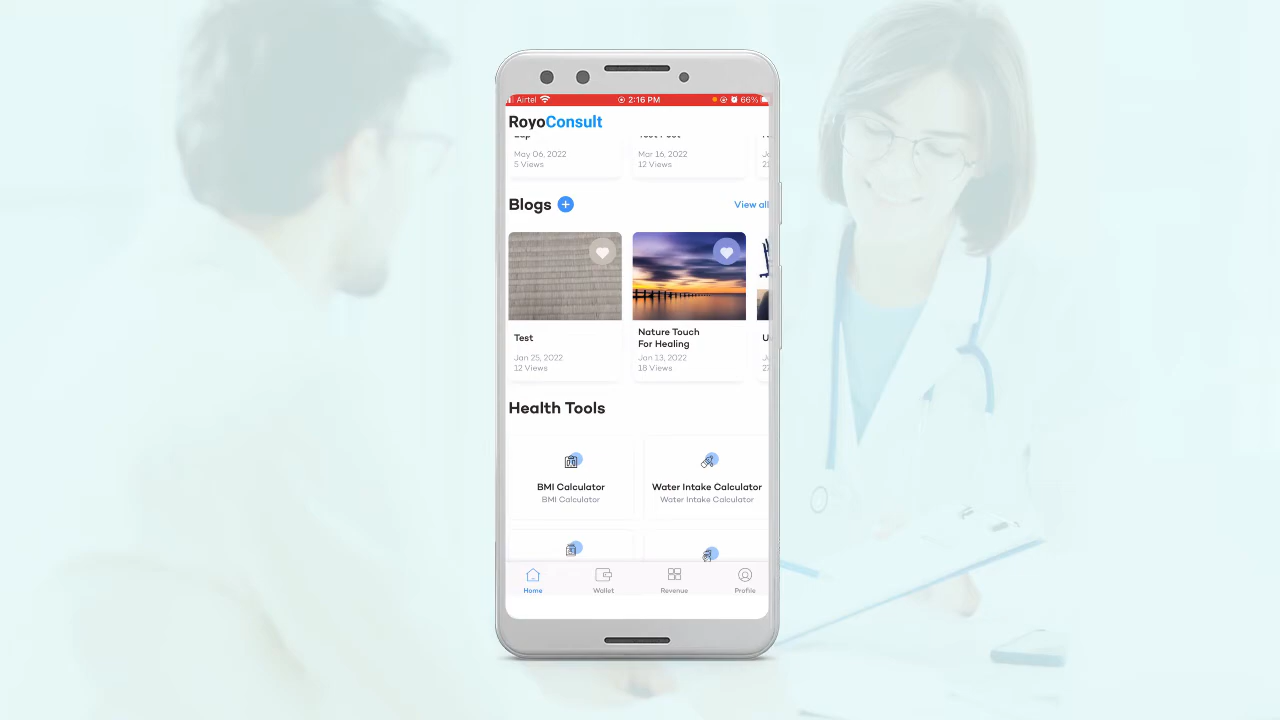 Airtel 2:16 PM 66%
RoyoConsult
May 06, 2022 Mar 16, 2022
5 Views 12 Views
Blogs + View all
Test
Nature Touch
For Healing
Jan 25, 2022 Jan 13, 2022
12 Views 18 Views
Health Tools
BMI Calculator Water Intake Calculator
BMI Calculator Water Intake Calculator
Home Wallet Revenue Profile